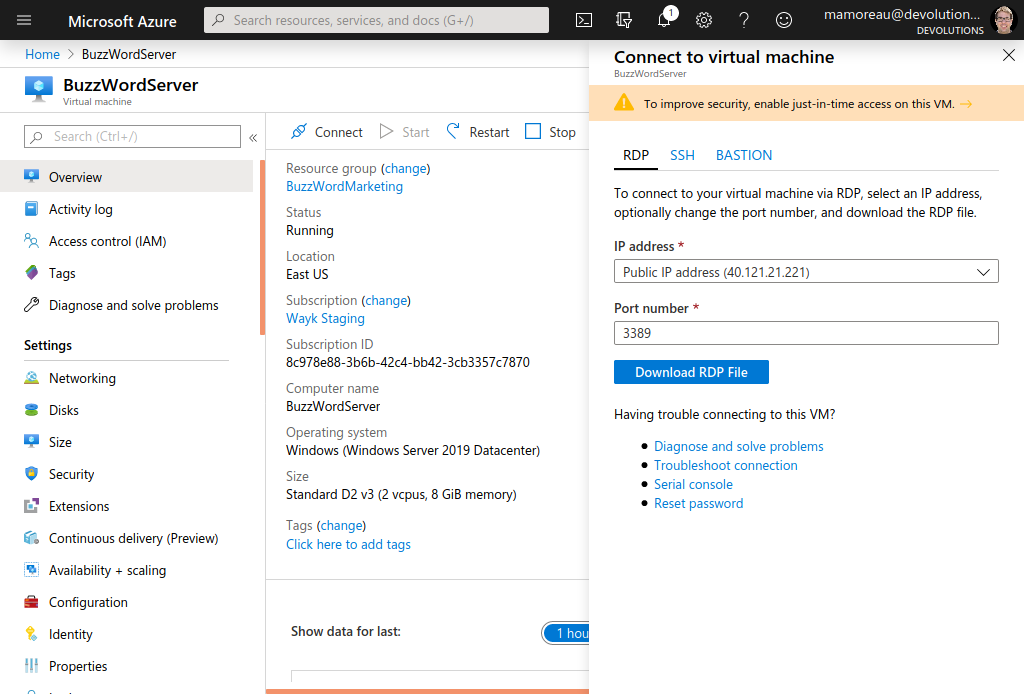 Microsoft Azure
Search resources, services, and docs (G+/)
1
mamoreau@devolution...
DEVOLUTIONS
Home > BuzzWordServer
BuzzWordServer
Virtual machine
Search (Ctrl+/)
«
Overview
Activity log
Access control (IAM)
Tags
Diagnose and solve problems
Settings
Networking
Disks
Size
Security
Extensions
Continuous delivery (Preview)
Availability + scaling
Configuration
Identity
Properties
Connect Start Restart Stop
Resource group (change)
BuzzWordMarketing
Status
Running
Location
East US
Subscription (change)
Wayk Staging
Subscription ID
8c978e88-3b6b-42c4-bb42-3cb3357c7870
Computer name
BuzzWordServer
Operating system
Windows (Windows Server 2019 Datacenter)
Size
Standard D2 v3 (2 vcpus, 8 GiB memory)
Tags (change)
Click here to add tags
Show data for last:
1 hou
Connect to virtual machine
BuzzWordServer
To improve security, enable just-in-time access on this VM. →
RDP SSH BASTION
To connect to your virtual machine via RDP, select an IP address,
optionally change the port number, and download the RDP file.
IP address *
Public IP address (40.121.21.221)
Port number *
3389
Download RDP File
Having trouble connecting to this VM?
• Diagnose and solve problems
• Troubleshoot connection
• Serial console
• Reset password